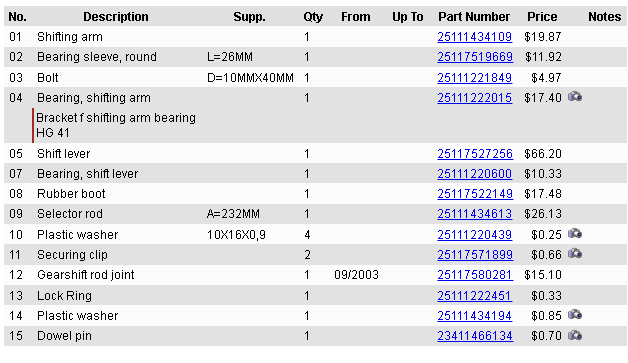 No. Description Supp. Qty From Up To Part Number Price Notes
01 Shifting arm 1 25111434109 $19.87
02 Bearing sleeve, round L=26MM 1 25117519669 $11.92
03 Bolt D=10MMX40MM 1 25111221849 $4.97
04 Bearing, shifting arm 1 25111222015 $17.40
Bracket f shifting arm bearing
HG 41
05 Shift lever 1 25117527256 $66.20
07 Bearing, shift lever 1 25111220600 $10.33
08 Rubber boot 1 25117522149 $17.48
09 Selector rod A=232MM 1 25111434613 $26.13
10 Plastic washer 10X16X0,9 4 25111220439 $0.25
11 Securing clip 2 25117571899 $0.66
12 Gearshift rod joint 1 09/2003 25117580281 $15.10
13 Lock Ring 1 25111222451 $0.33
14 Plastic washer 1 25111434194 $0.85
15 Dowel pin 1 23411466134 $0.70